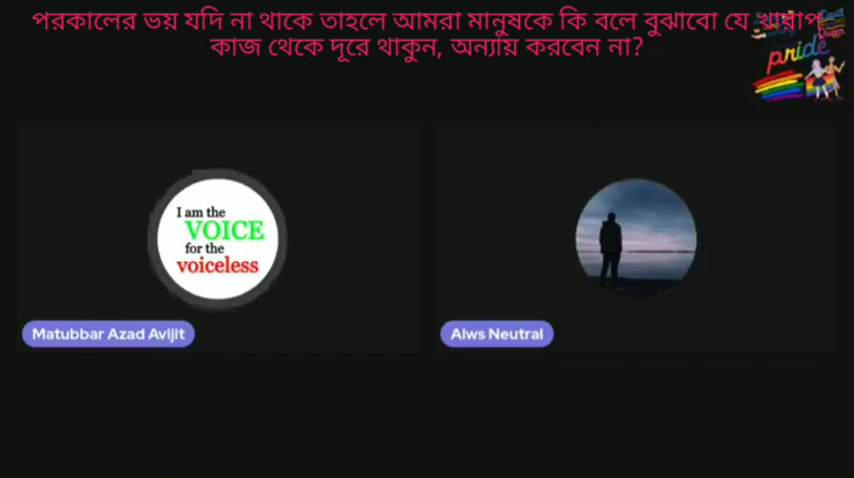 পরকালের ভয় যদি না থাকে তাহলে আমরা মানুষকে কি বলে বুঝাবো যে খারাপ
কাজ থেকে দূরে থাকুন, অন্যায় করবেন না?
pride
I am the
VOICE
for the
voiceless
Matubbar Azad Avijit
Alws Neutral